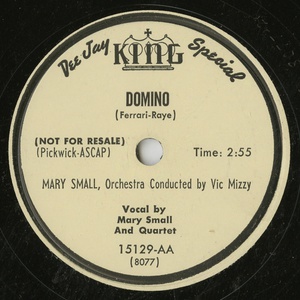 Dee Jay KING Special
DOMINO
(Ferrari-Raye)
(NOT FOR RESALE)
(Pickwick-ASCAP) Time: 2:55
MARY SMALL, Orchestra Conducted by Vic Mizzy
Vocal by
Mary Small
And Quartet
15129-AA
(8077)